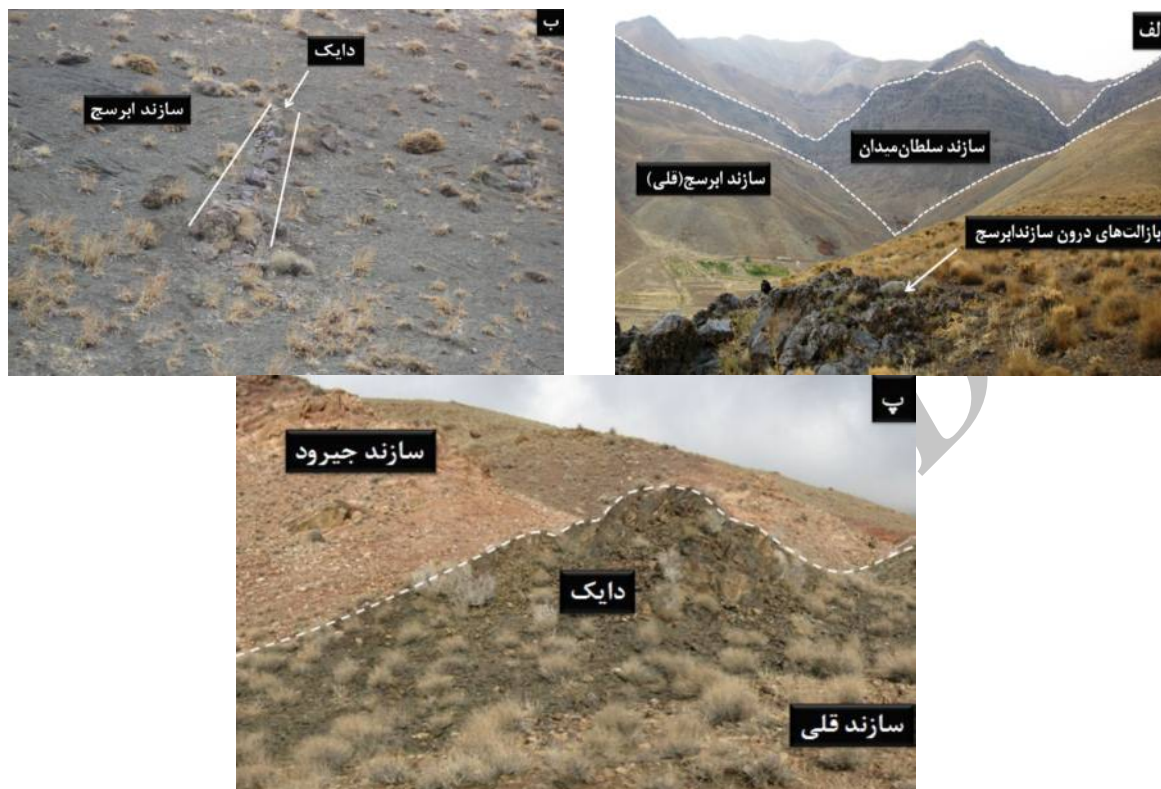 الف
سازند سلطان‌میدان
سازند ابرسج(قلی)
بازالت‌های درون سازندابرسج
ب
دایک
سازند ابرسج
پ
سازند جیرود
دایک
سازند قلی